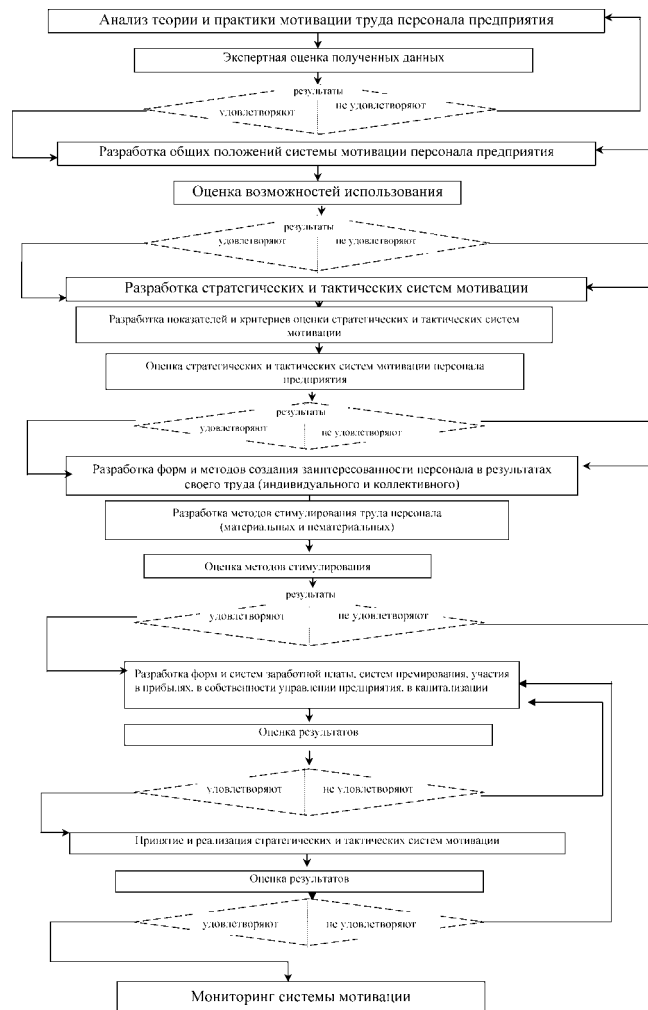 Анализ теории и практики мотивации труда персонала предприятия
Экспертная оценка полученных данных
результаты
удовлетворяют не удовлетворяют
Разработка общих положений системы мотивации персонала предприятия
Оценка возможностей использования
результаты
удовлетворяют не удовлетворяют
Разработка стратегических и тактических систем мотивации
Разработка показателей и критериев оценки стратегических и тактических систем
мотивации
Оценка стратегических и тактических систем мотивации персонала
предприятия
результаты
удовлетворяют не удовлетворяют
Разработка форм и методов создания заинтересованности персонала в результатах
своего труда (индивидуального и коллективного)
Разработка методов стимулирования труда персонала
(материальных и нематериальных)
Оценка методов стимулирования
результаты
удовлетворяют не удовлетворяют
Разработка форм и систем заработной платы, систем премирования, участия
в прибылях, в собственности управлении предприятия, в капитализации
Оценка результатов
удовлетворяют не удовлетворяют
Принятие и реализация стратегических и тактических систем мотивации
Оценка результатов
удовлетворяют не удовлетворяют
Мониторинг системы мотивации